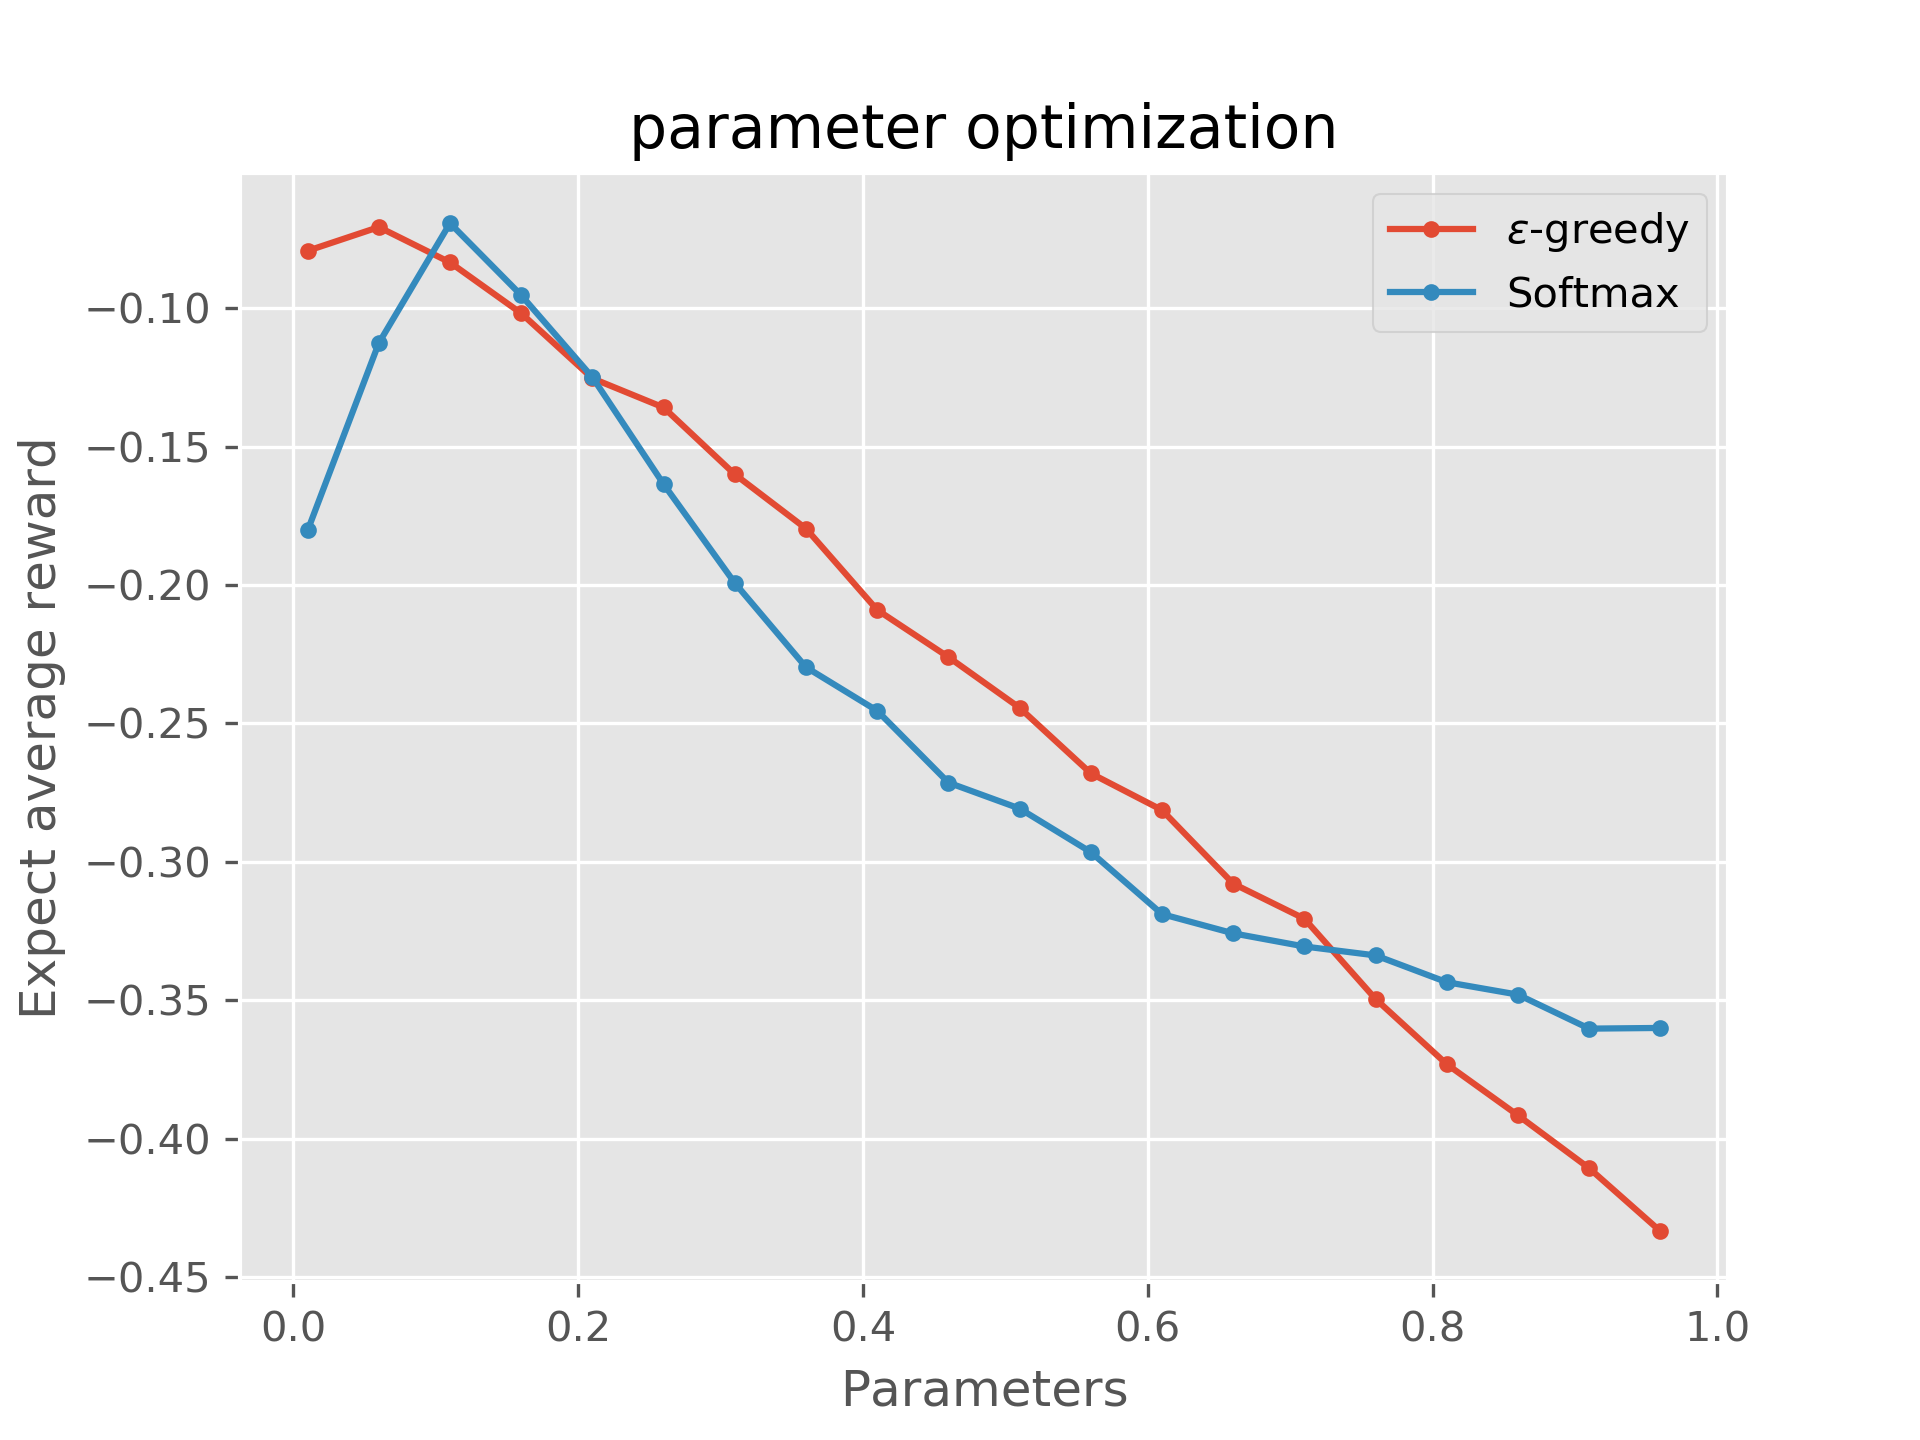 parameter optimization
ε-greedy
Softmax
Expect average reward
−0.10
−0.15
−0.20
−0.25
−0.30
−0.35
−0.40
−0.45
0.0 0.2 0.4 0.6 0.8 1.0
Parameters